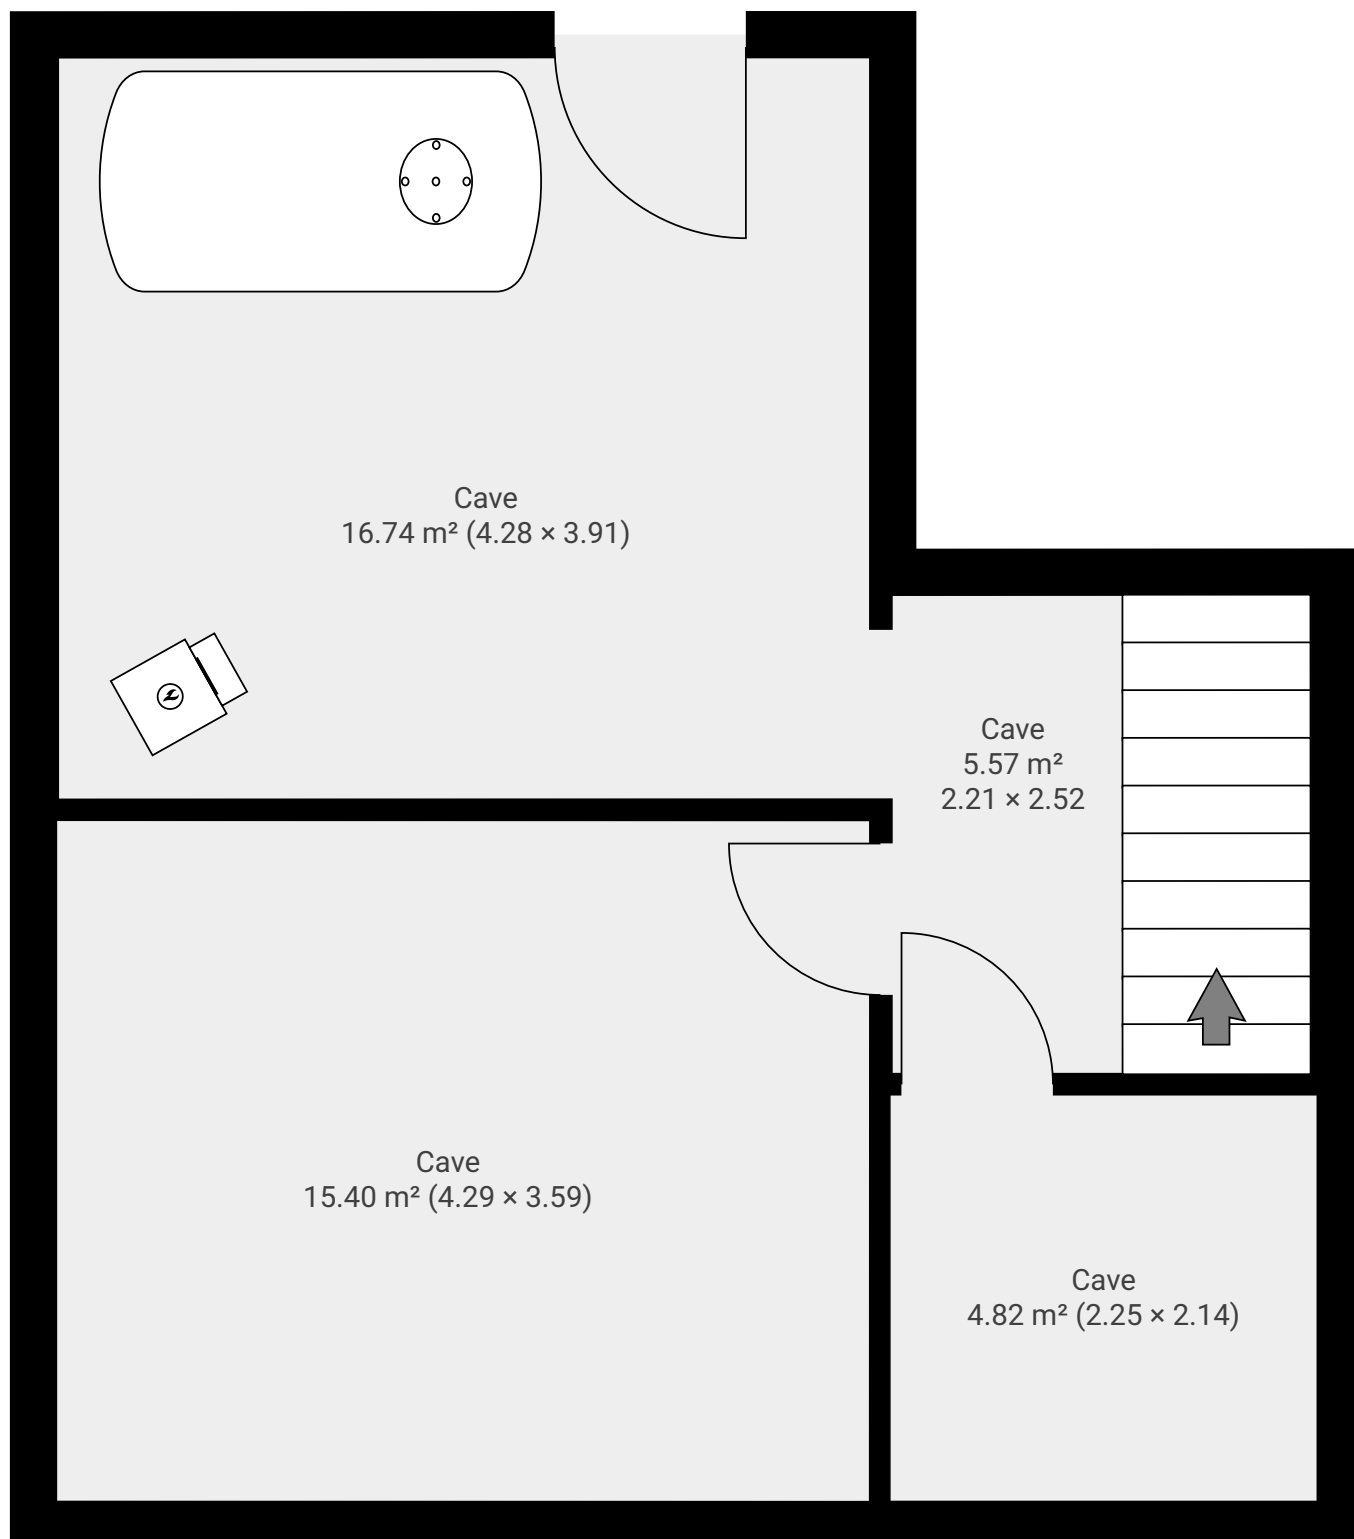 Cave
16.74 m² (4.28 × 3.91)
Cave
5.57 m²
2.21 × 2.52
Cave
15.40 m² (4.29 × 3.59)
Cave
4.82 m² (2.25 × 2.14)